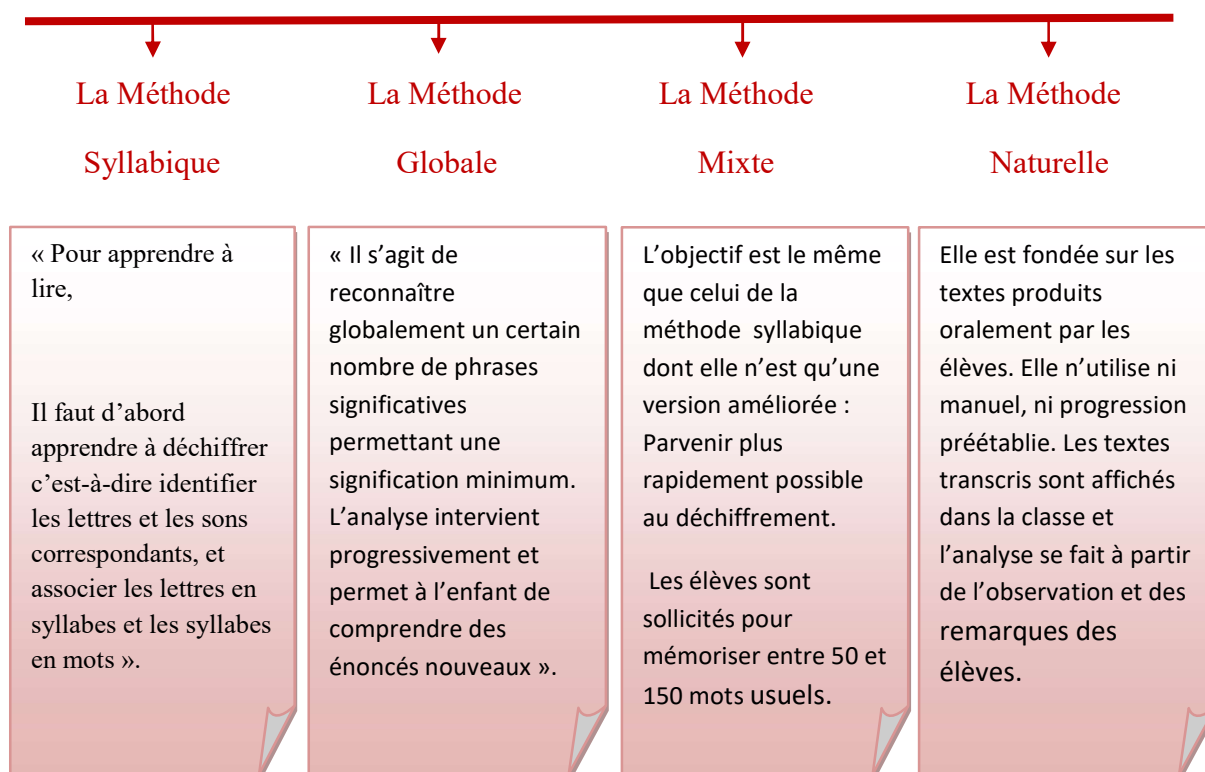 La Méthode
Syllabique
La Méthode
Globale
La Méthode
Mixte
La Méthode
Naturelle
« Pour apprendre à
lire,
Il faut d’abord
apprendre à déchiffrer
c’est-à-dire identifier
les lettres et les sons
correspondants, et
associer les lettres en
syllabes et les syllabes
en mots ».
« Il s’agit de
reconnaître
globalement un certain
nombre de phrases
significatives
permettant une
signification minimum.
L’analyse intervient
progressivement et
permet à l’enfant de
comprendre des
énoncés nouveaux ».
L’objectif est le même
que celui de la
méthode syllabique
dont elle n’est qu’une
version améliorée :
Parvenir plus
rapidement possible
au déchiffrement.
Les élèves sont
sollicités pour
mémoriser entre 50 et
150 mots usuels.
Elle est fondée sur les
textes produits
oralement par les
élèves. Elle n’utilise ni
manuel, ni progression
préétablie. Les textes
transcris sont affichés
dans la classe et
l’analyse se fait à partir
de l’observation et des
remarques des
élèves.